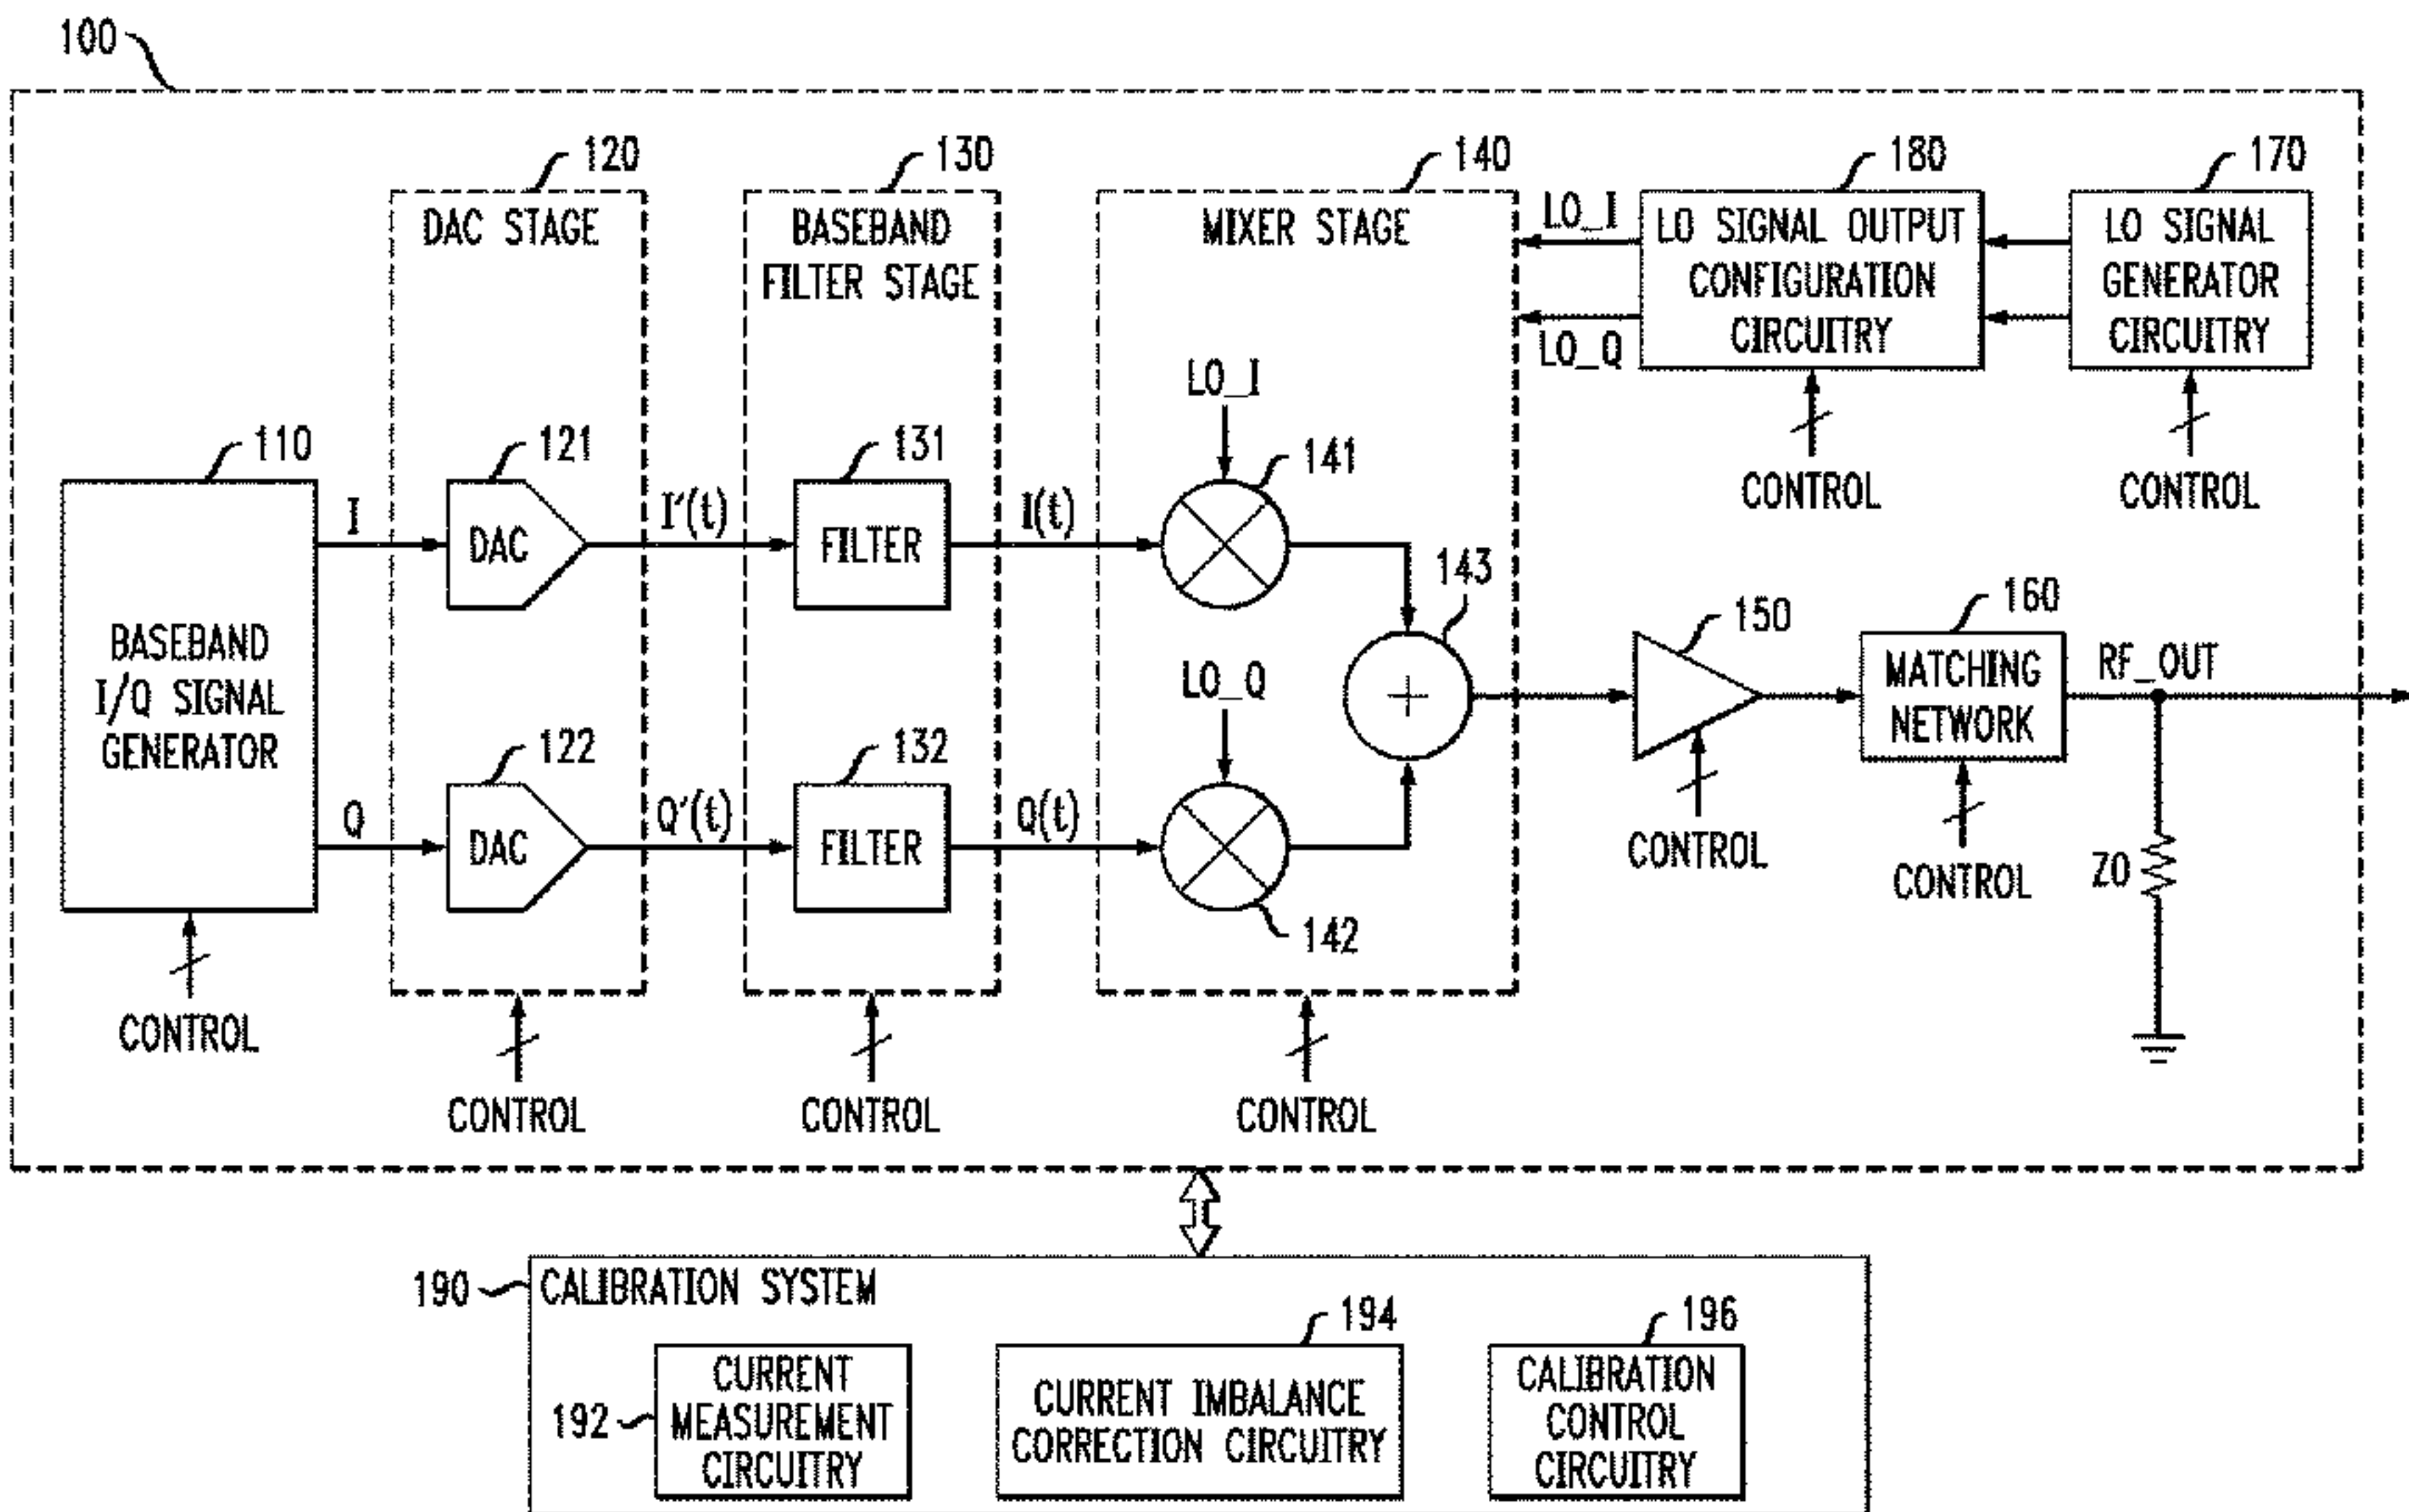 100
120
130
140
180
170
DAC STAGE
BASEBAND
FILTER STAGE
MIXER STAGE
LO_I
LO_Q
LO SIGNAL OUTPUT
CONFIGURATION
CIRCUITRY
LO SIGNAL
GENERATOR
CIRCUITRY
CONTROL
CONTROL
110
BASEBAND
I/Q SIGNAL
GENERATOR
CONTROL
I
Q
121
DAC
122
DAC
CONTROL
I'(t)
Q'(t)
131
FILTER
132
FILTER
CONTROL
I(t)
Q(t)
LO_I
141
LO_Q
142
143
CONTROL
150
CONTROL
160
MATCHING
NETWORK
CONTROL
RF_OUT
Z0
190
CALIBRATION SYSTEM
192
CURRENT
MEASUREMENT
CIRCUITRY
194
CURRENT IMBALANCE
CORRECTION CIRCUITRY
196
CALIBRATION
CONTROL
CIRCUITRY